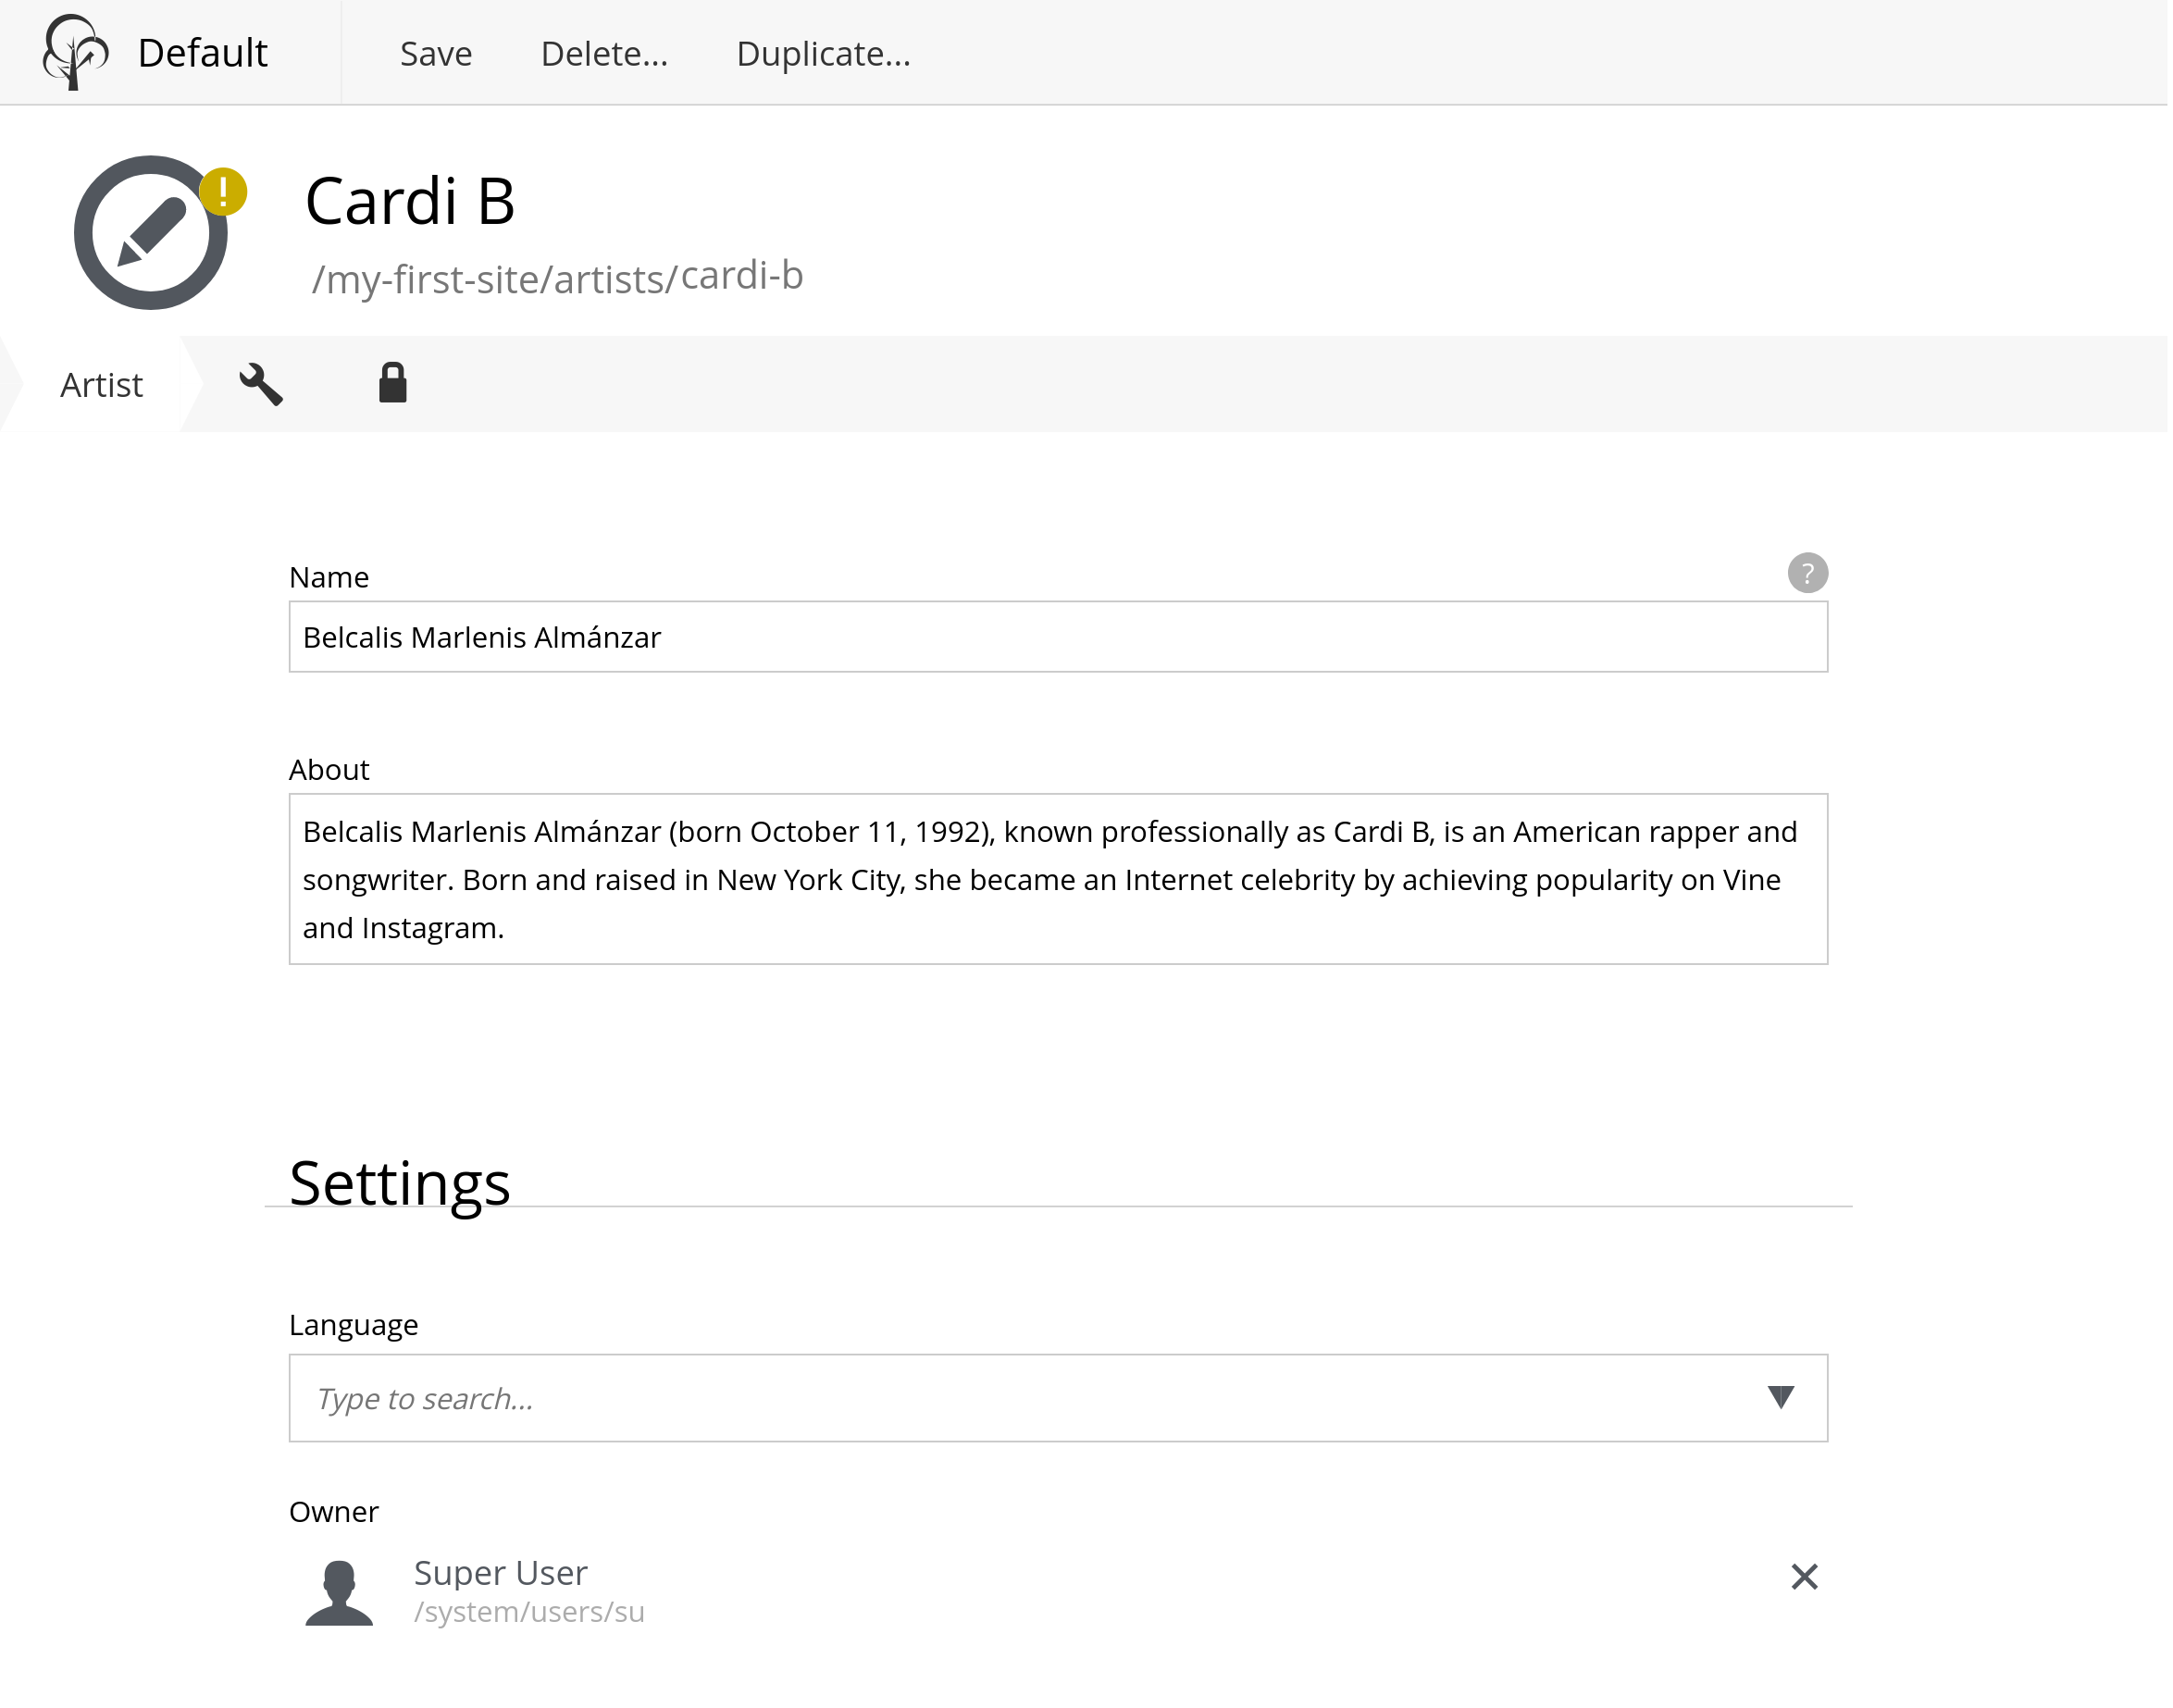 Default
Save
Delete...
Duplicate...
!
Cardi B
/my-first-site/artists/cardi-b
Artist
Name
?
Belcalis Marlenis Almánzar
About
Belcalis Marlenis Almánzar (born October 11, 1992), known professionally as Cardi B, is an American rapper and
songwriter. Born and raised in New York City, she became an Internet celebrity by achieving popularity on Vine
and Instagram.
Settings
Language
Type to search...
Owner
Super User
/system/users/su